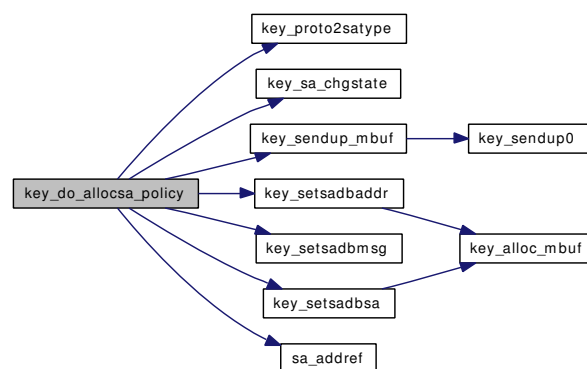 key_proto2satype
key_sa_chgstate
key_sendup_mbuf
key_sendup0
key_do_allocsa_policy
key_setsadbaddr
key_setsadbmsg
key_alloc_mbuf
key_setsadbsa
sa_addref